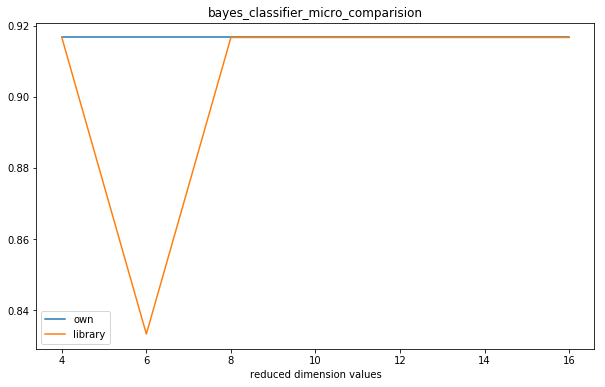 bayes_classifier_micro_comparision
0.92
0.90
0.88
0.86
0.84
own
library
4 6 8 10 12 14 16
reduced dimension values